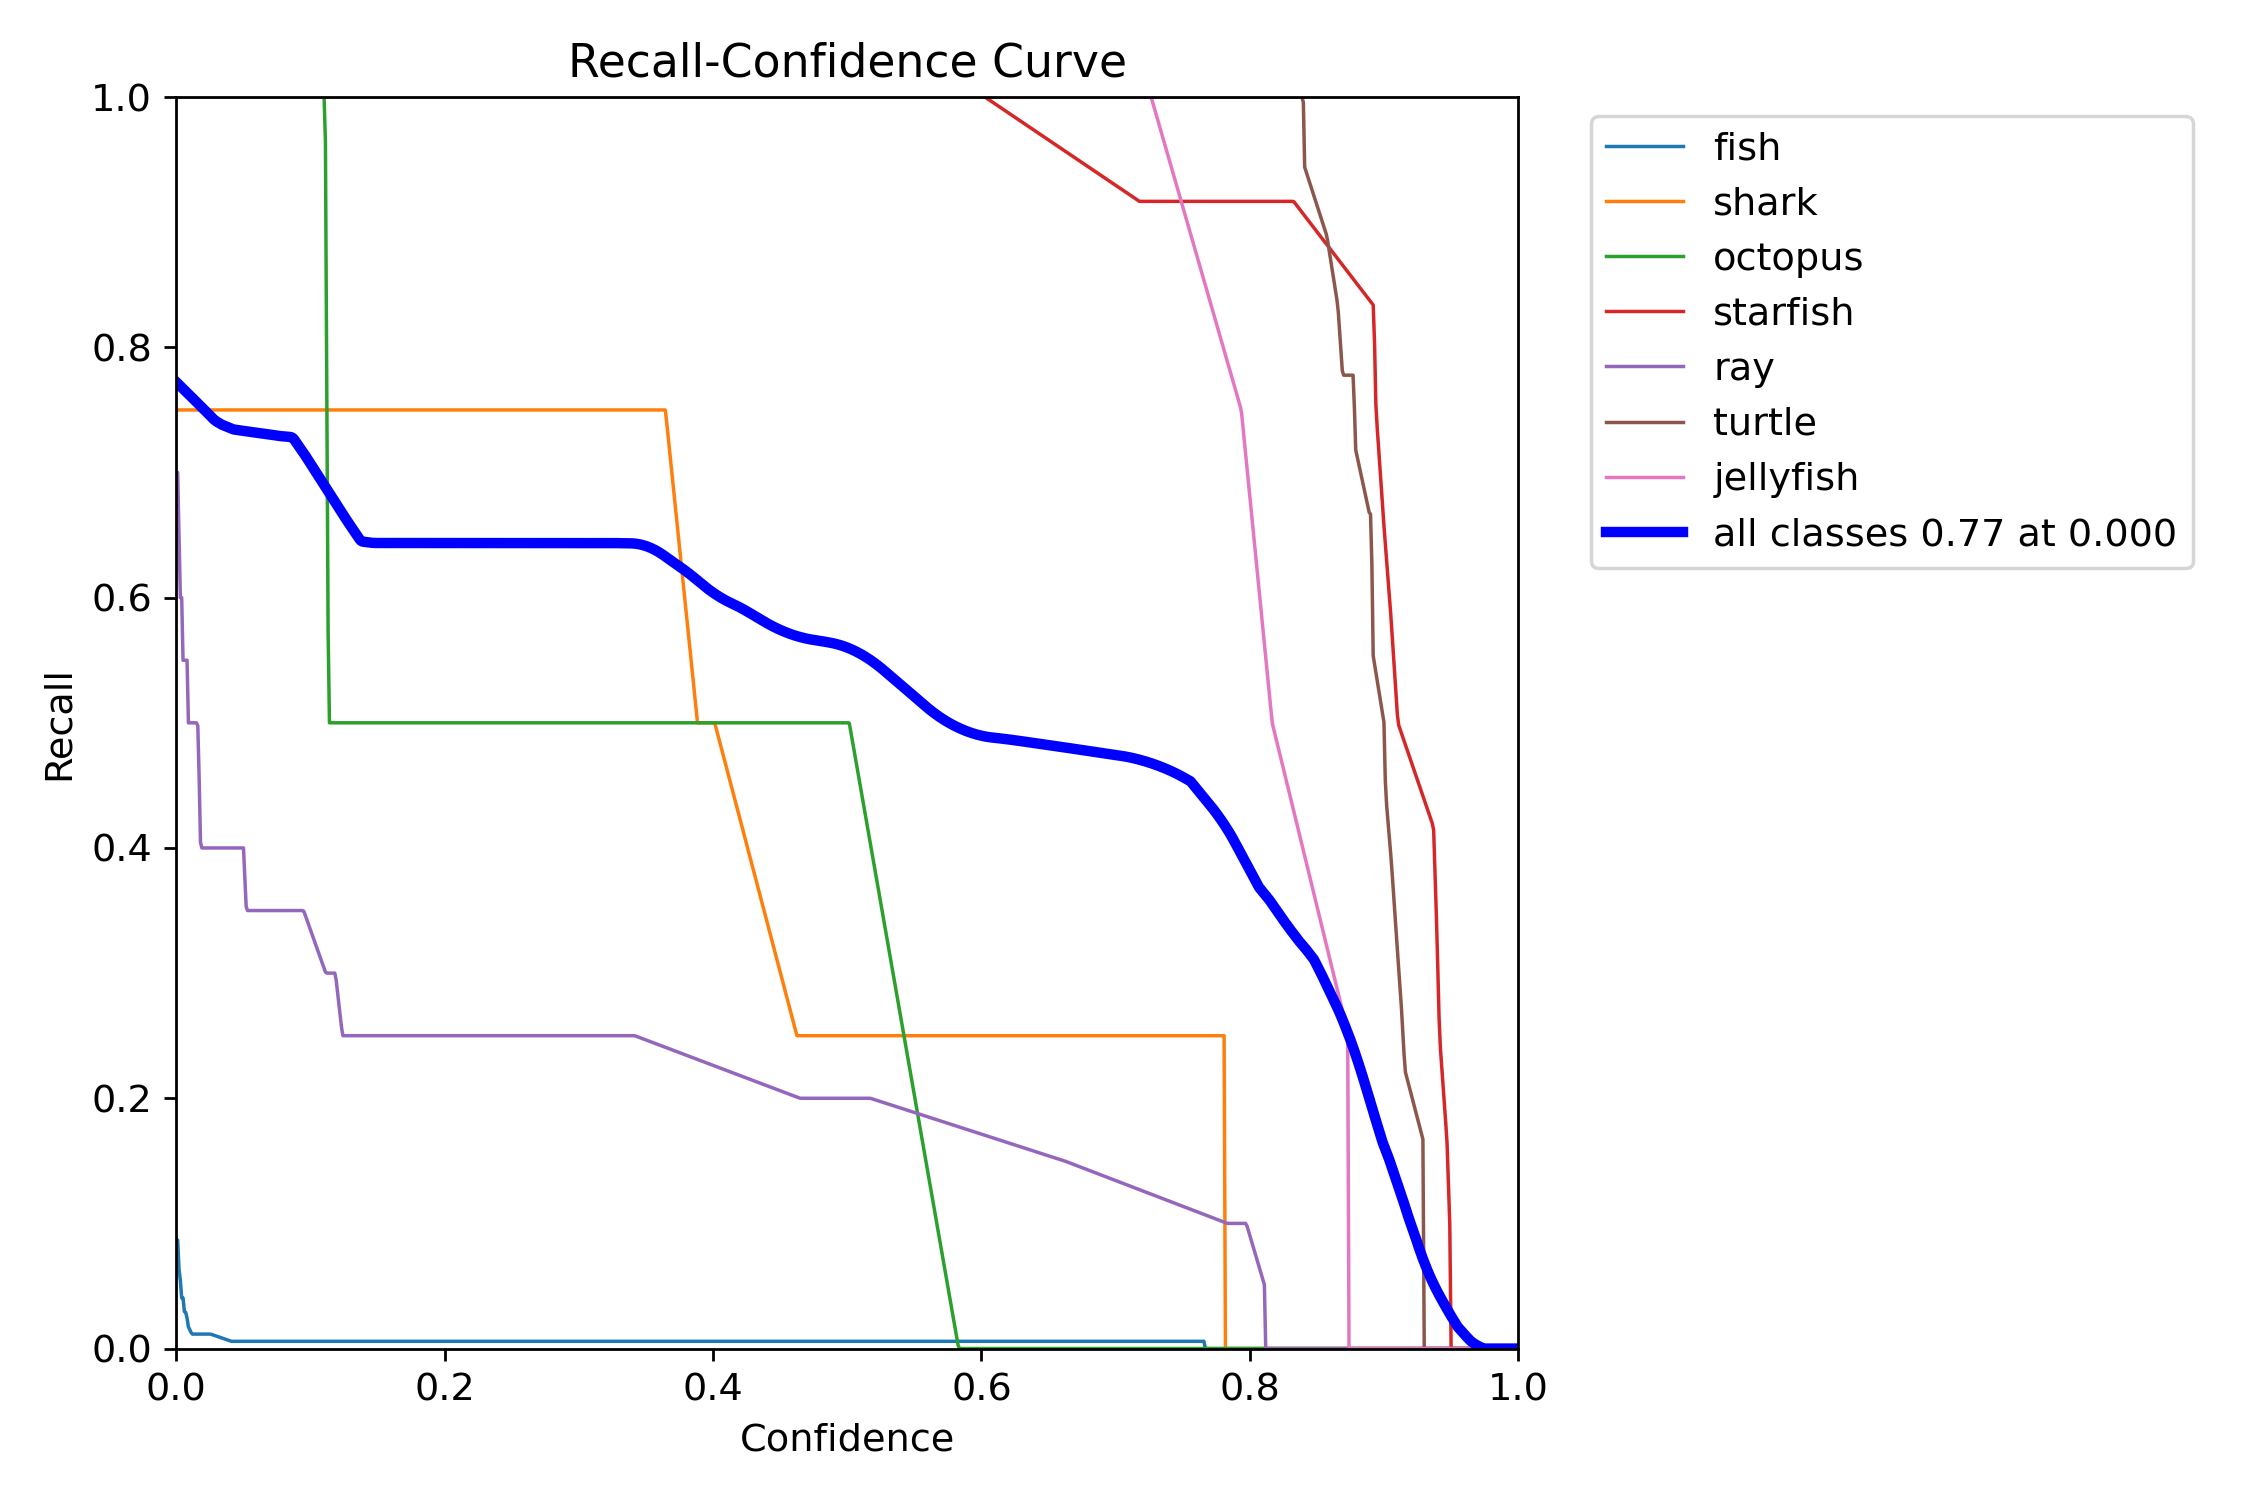 Recall-Confidence Curve
1.0
0.8
0.6
0.4
0.2
0.0
Recall
0.0 0.2 0.4 0.6 0.8 1.0
Confidence
fish
shark
octopus
starfish
ray
turtle
jellyfish
all classes 0.77 at 0.000